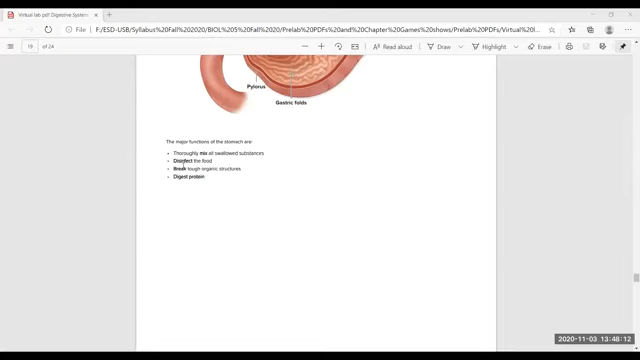 Virtual lab pdf Digestive System
File
F:/ESD-USB/Syllabus%20Fall%202020/BIOL%205%20Fall%2020/Prelab%20PDFs%20and%20Chapter%20Games%20shows/Prelab%20PDFs/Virtual%20l...
19 of 24
Read aloud
Draw
Highlight
Erase
Pylorus
Gastric folds
The major functions of the stomach are:
• Thoroughly mix all swallowed substances
• Disinfect the food
• Break tough organic structures
• Digest protein
2020-11-03 13:48:12